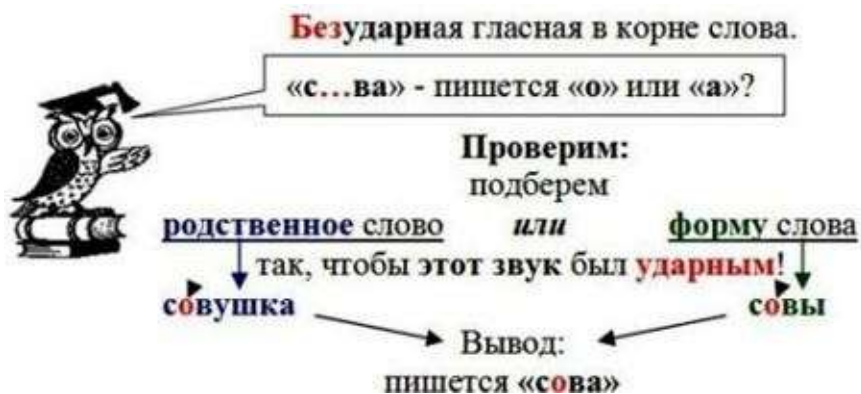 Безударная гласная в корне слова.
«с...ва» - пишется «о» или «а»?
Проверим:
подберем
родственное слово или форму слова
так, чтобы этот звук был ударным!
совушка совы
Вывод:
пишется «сова»